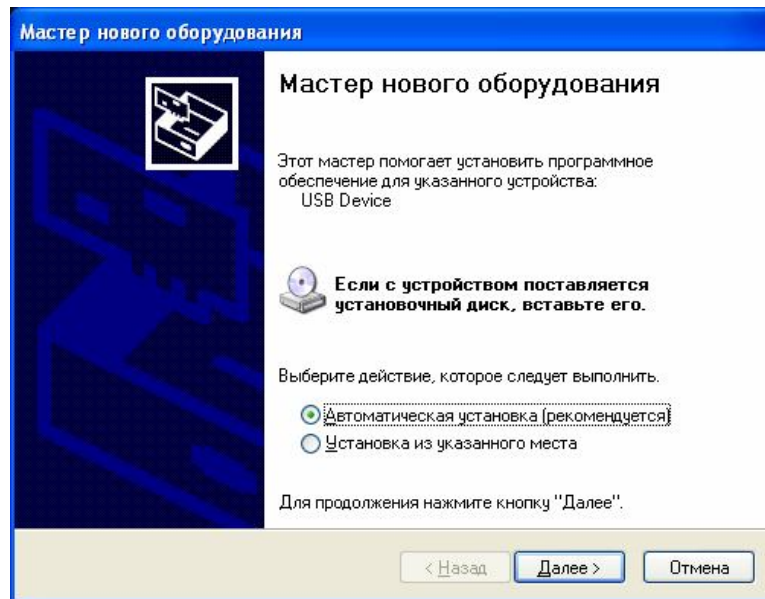 Мастер нового оборудования
Мастер нового оборудования
Этот мастер помогает установить программное
обеспечение для указанного устройства:
USB Device
Если с устройством поставляется
установочный диск, вставьте его.
Выберите действие, которое следует выполнить.
Автоматическая установка (рекомендуется)
Установка из указанного места
Для продолжения нажмите кнопку "Далее".
< Назад Далее > Отмена